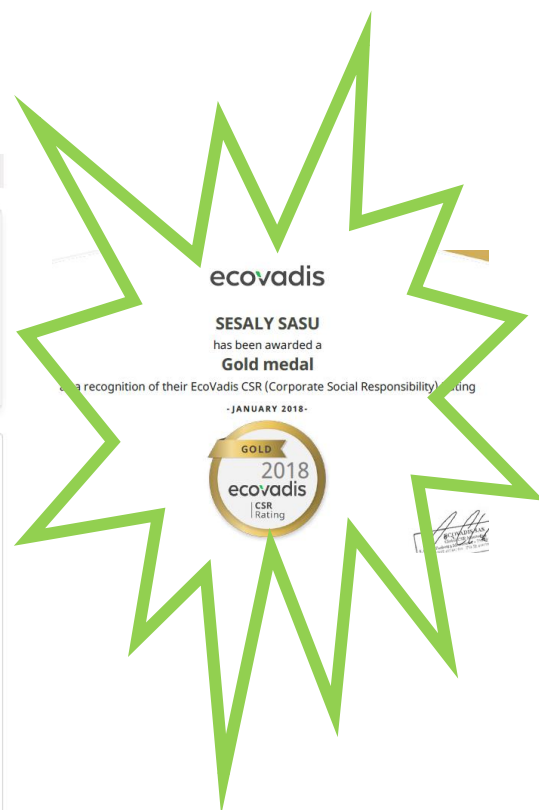 ecovadis
SESALY SASU
has been awarded a
Gold medal
a recognition of their EcoVadis CSR (Corporate Social Responsibility)
- JANUARY 2018-
GOLD
2018
ecovadis
CSR
Rating